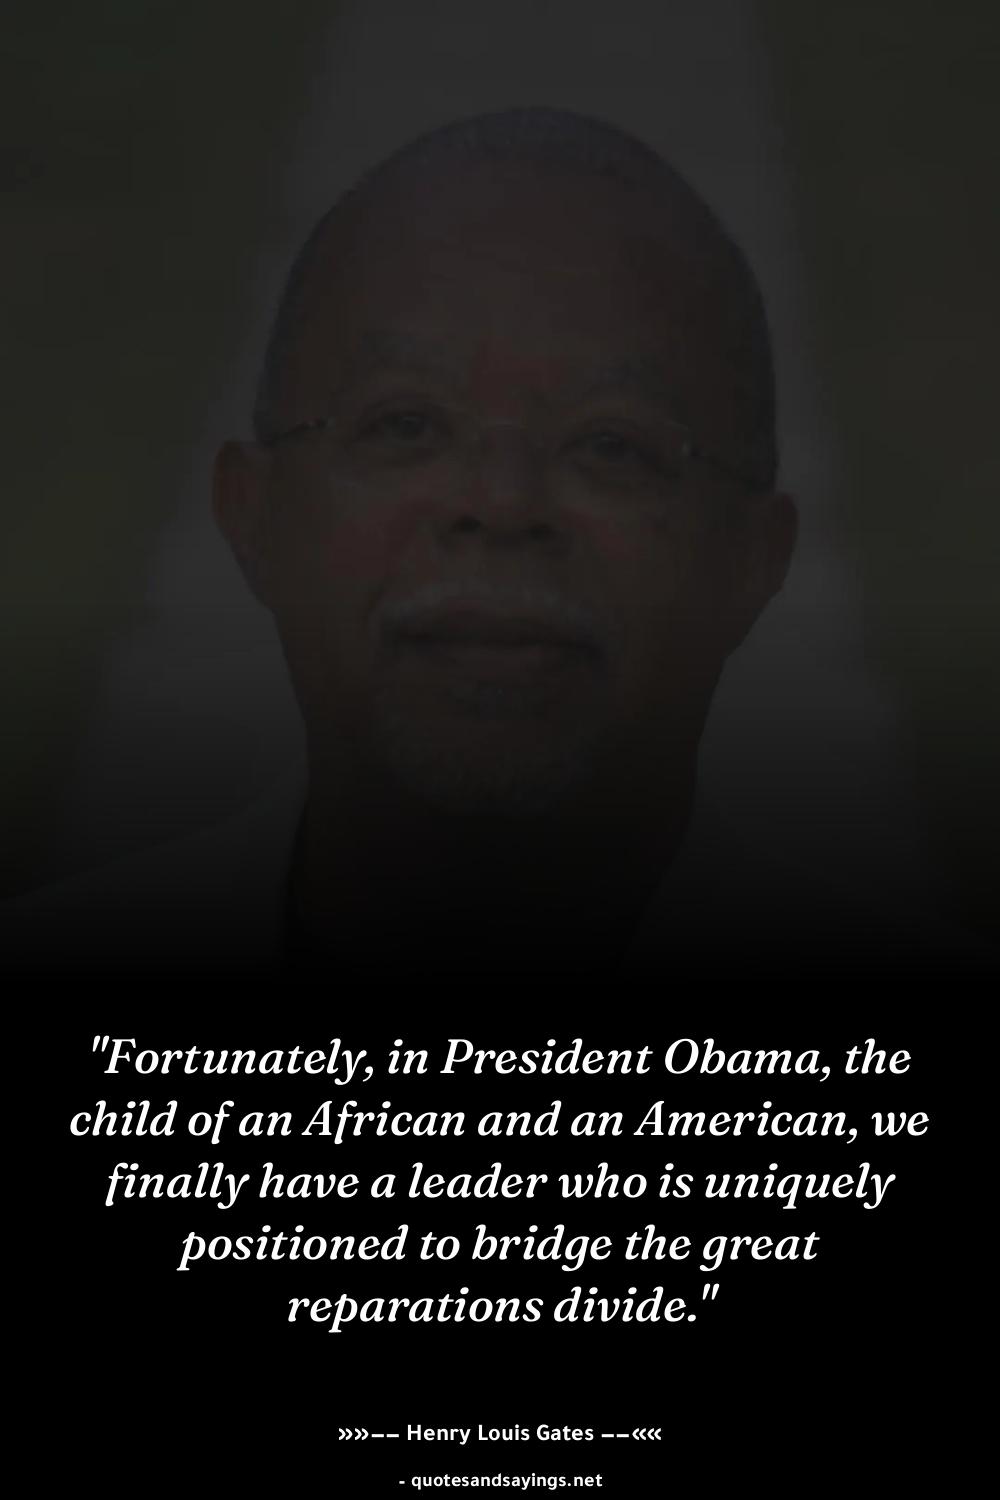 "Fortunately, in President Obama, the
child of an African and an American, we
finally have a leader who is uniquely
positioned to bridge the great
reparations divide."
»»−− Henry Louis Gates −−««
- quotesandsayings.net